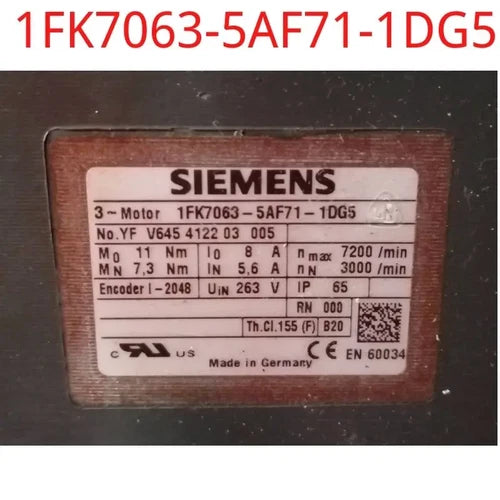 1FK7063-5AF71-1DG5
SIEMENS
3~Motor 1FK7063-5AF71-1DG5
No.YF V645 4122 03 005
M0 11 Nm I0 8 A nmax 7200 /min
MN 7,3 Nm IN 5,6 A nN 3000 /min
Encoder I-2048 UIN 263 V IP 65
RN 000
Th.Cl.155 (F) B20
c RU US CE EN 60034
Made in Germany